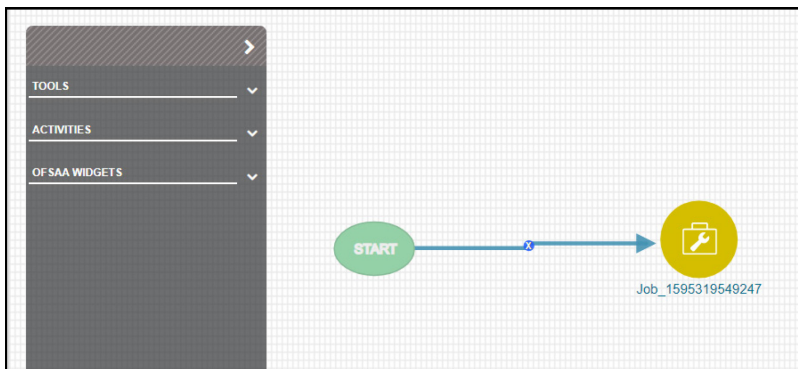 TOOLS
ACTIVITIES
OFSAA WIDGETS
START
X
Job_1595319549247